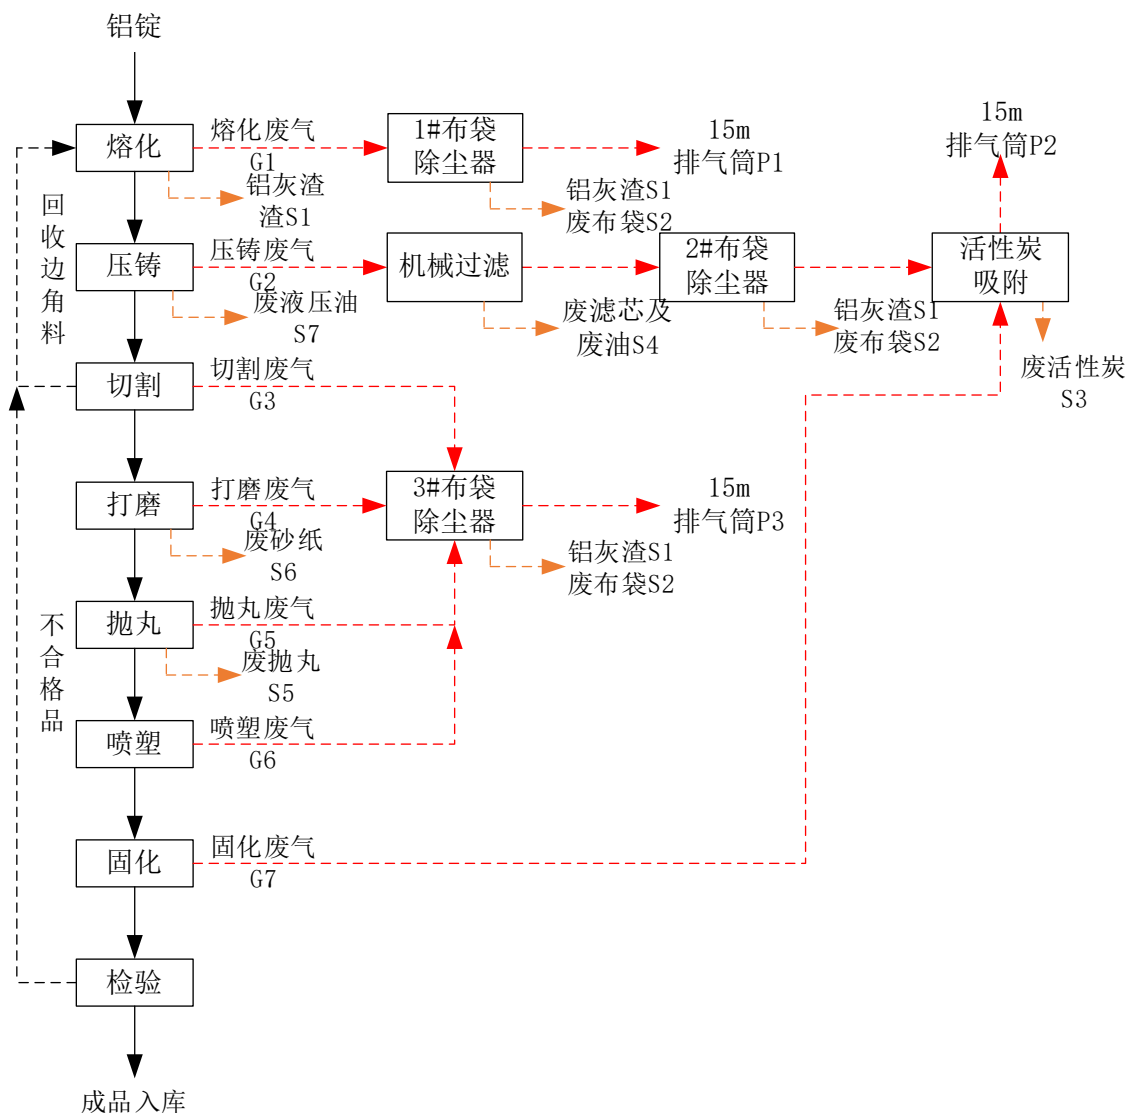 铝锭
熔化
熔化废气
G1
1#布袋
除尘器
15m
排气筒P1
15m
排气筒P2
铝灰渣
渣S1
铝灰渣S1
废布袋S2
回收边角料
压铸
压铸废气
G2
机械过滤
2#布袋
除尘器
活性炭
吸附
废液压油
S7
废滤芯及
废油S4
铝灰渣S1
废布袋S2
废活性炭
S3
切割
切割废气
G3
打磨
打磨废气
G4
3#布袋
除尘器
15m
排气筒P3
废砂纸
S6
铝灰渣S1
废布袋S2
抛丸
抛丸废气
G5
废抛丸
S5
不合格品
喷塑
喷塑废气
G6
固化
固化废气
G7
检验
成品入库